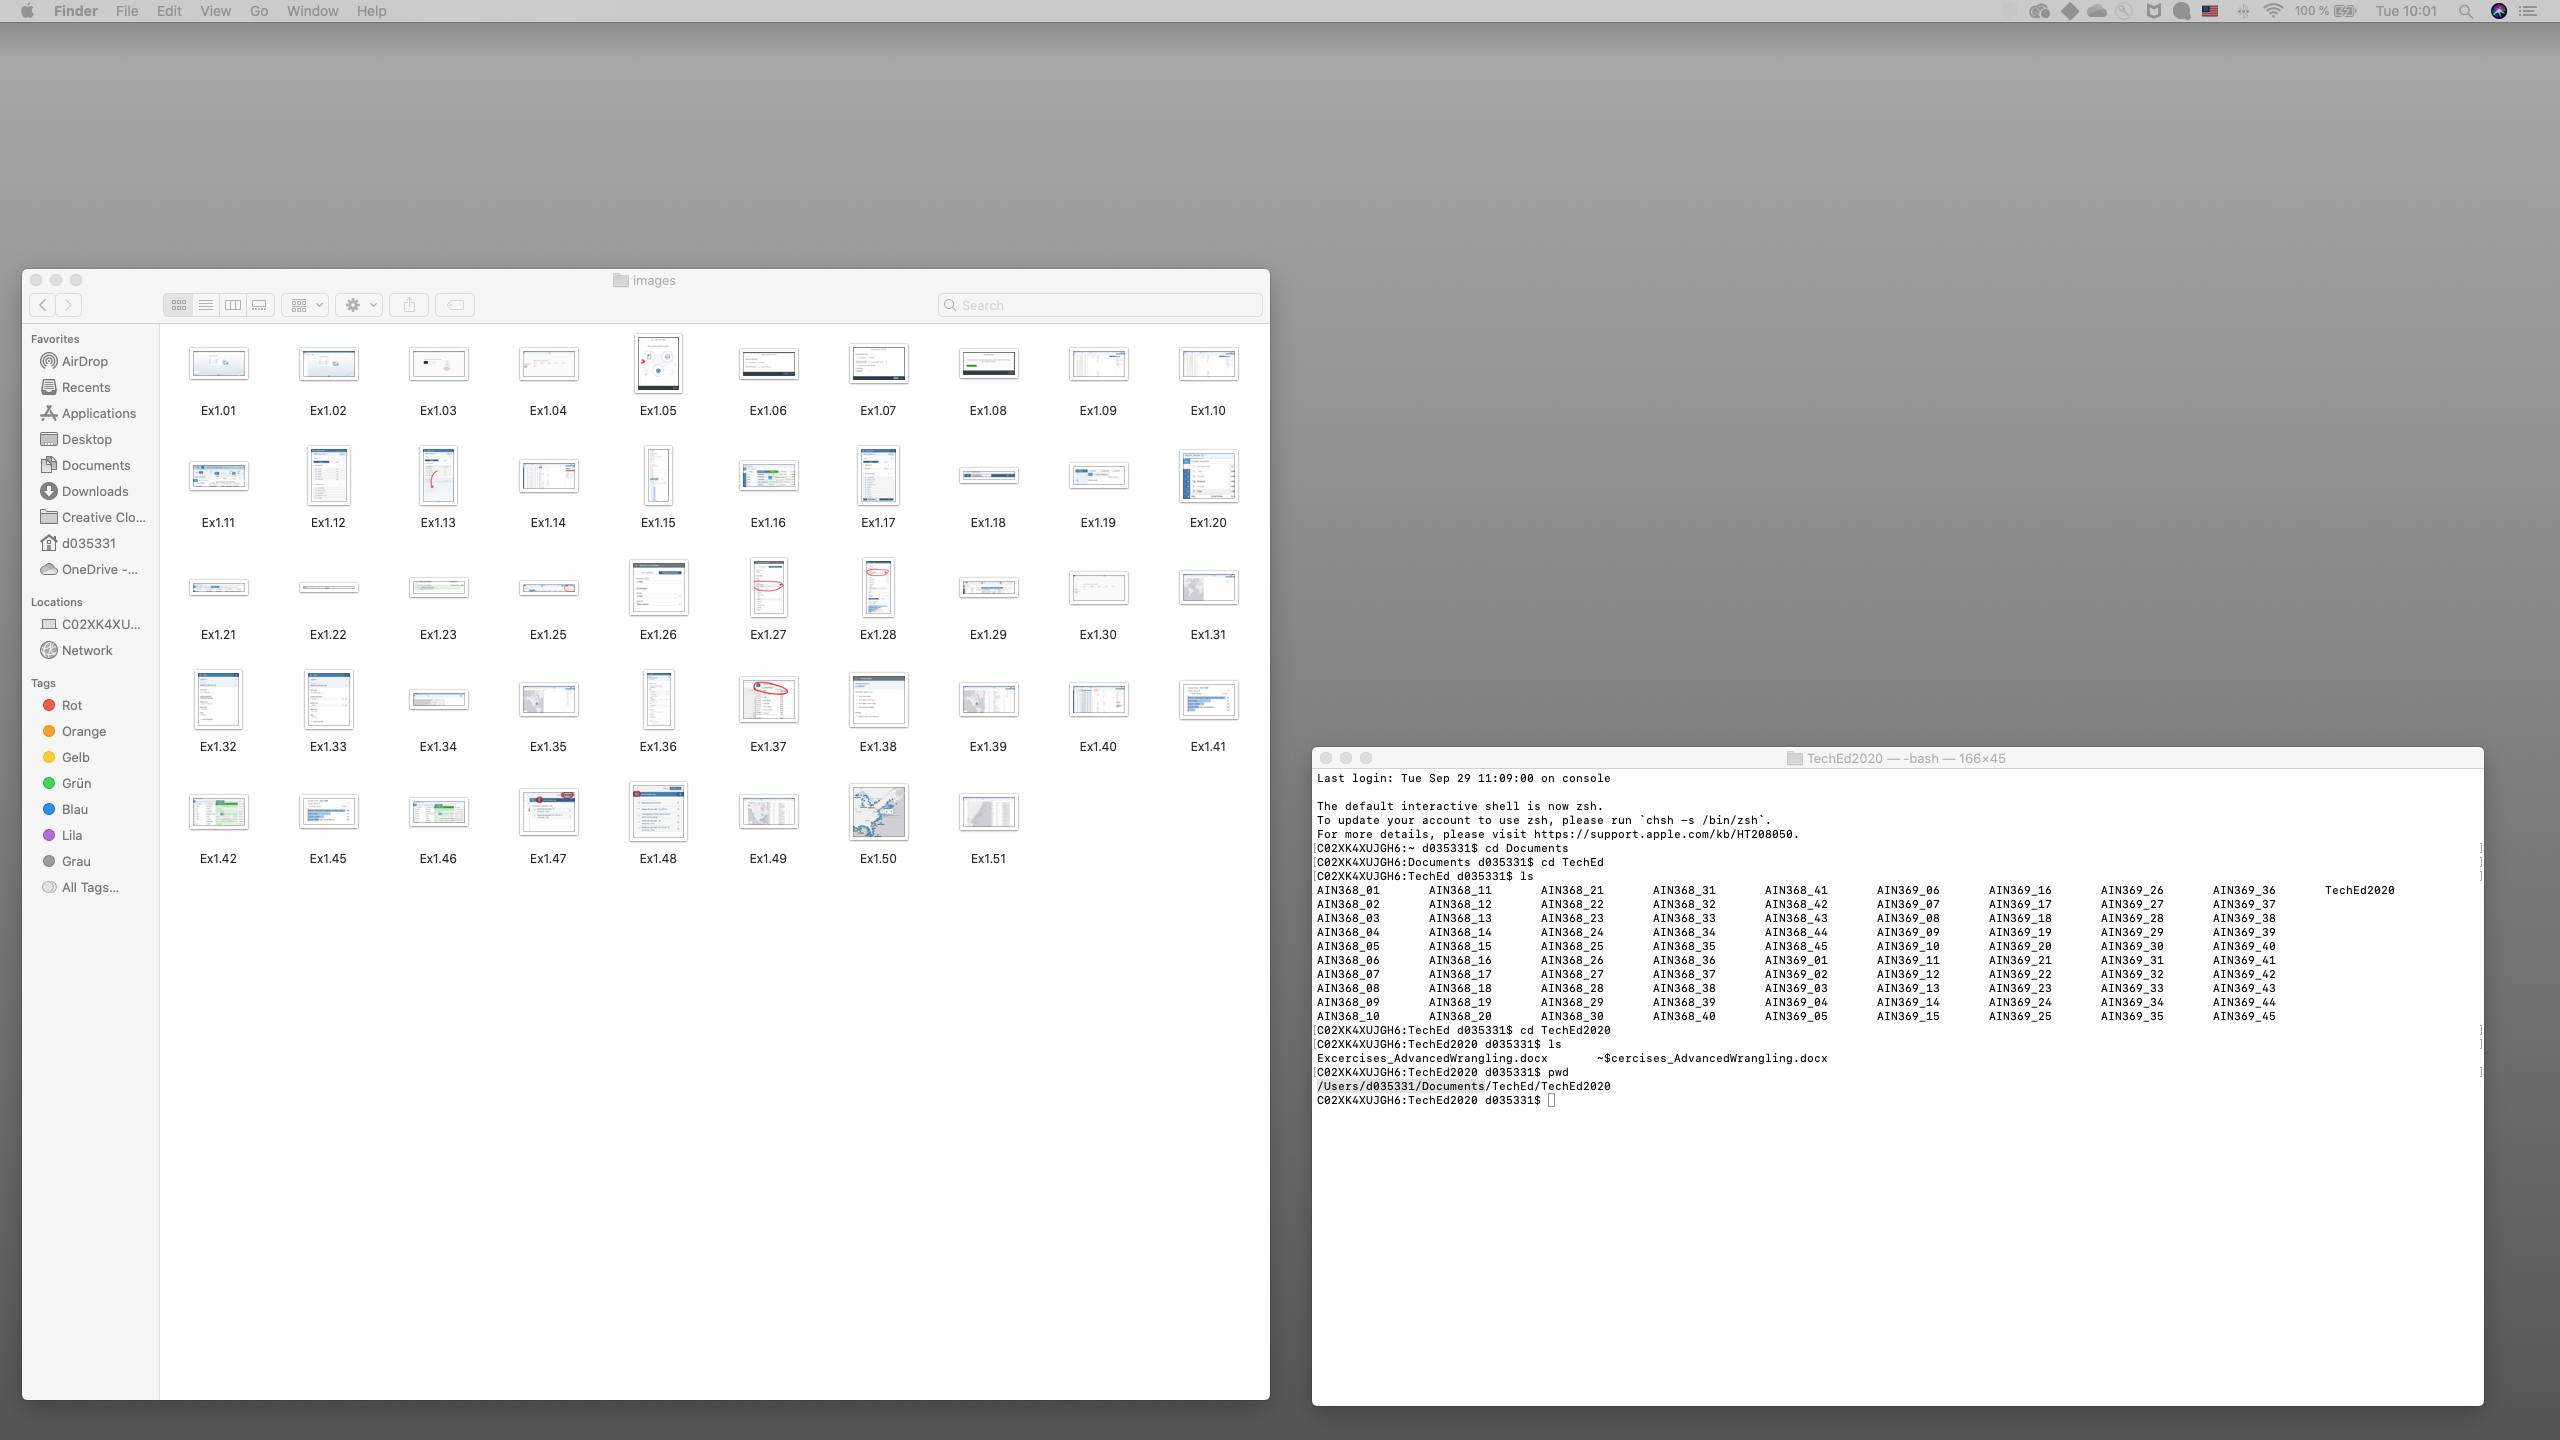 Finder File Edit View Go Window Help
100 % Tue 10:01
images
Search
Favorites
AirDrop
Recents
Applications
Desktop
Documents
Downloads
Creative Clo...
d035331
OneDrive -...
Locations
C02XK4XU...
Network
Tags
Rot
Orange
Gelb
Grün
Blau
Lila
Grau
All Tags...
Ex1.01 Ex1.02 Ex1.03 Ex1.04 Ex1.05 Ex1.06 Ex1.07 Ex1.08 Ex1.09 Ex1.10
Ex1.11 Ex1.12 Ex1.13 Ex1.14 Ex1.15 Ex1.16 Ex1.17 Ex1.18 Ex1.19 Ex1.20
Ex1.21 Ex1.22 Ex1.23 Ex1.25 Ex1.26 Ex1.27 Ex1.28 Ex1.29 Ex1.30 Ex1.31
Ex1.32 Ex1.33 Ex1.34 Ex1.35 Ex1.36 Ex1.37 Ex1.38 Ex1.39 Ex1.40 Ex1.41
Ex1.42 Ex1.45 Ex1.46 Ex1.47 Ex1.48 Ex1.49 Ex1.50 Ex1.51
TechEd2020 — -bash — 166×45
Last login: Tue Sep 29 11:09:00 on console
The default interactive shell is now zsh.
To update your account to use zsh, please run `chsh -s /bin/zsh`.
For more details, please visit https://support.apple.com/kb/HT208050.
[C02XK4XUJGH6:~ d035331$ cd Documents ]
[C02XK4XUJGH6:Documents d035331$ cd TechEd ]
[C02XK4XUJGH6:TechEd d035331$ ls ]
AIN368_01 AIN368_11 AIN368_21 AIN368_31 AIN368_41 AIN369_06 AIN369_16 AIN369_26 AIN369_36 TechEd2020
AIN368_02 AIN368_12 AIN368_22 AIN368_32 AIN368_42 AIN369_07 AIN369_17 AIN369_27 AIN369_37
AIN368_03 AIN368_13 AIN368_23 AIN368_33 AIN368_43 AIN369_08 AIN369_18 AIN369_28 AIN369_38
AIN368_04 AIN368_14 AIN368_24 AIN368_34 AIN368_44 AIN369_09 AIN369_19 AIN369_29 AIN369_39
AIN368_05 AIN368_15 AIN368_25 AIN368_35 AIN368_45 AIN369_10 AIN369_20 AIN369_30 AIN369_40
AIN368_06 AIN368_16 AIN368_26 AIN368_36 AIN369_01 AIN369_11 AIN369_21 AIN369_31 AIN369_41
AIN368_07 AIN368_17 AIN368_27 AIN368_37 AIN369_02 AIN369_12 AIN369_22 AIN369_32 AIN369_42
AIN368_08 AIN368_18 AIN368_28 AIN368_38 AIN369_03 AIN369_13 AIN369_23 AIN369_33 AIN369_43
AIN368_09 AIN368_19 AIN368_29 AIN368_39 AIN369_04 AIN369_14 AIN369_24 AIN369_34 AIN369_44
AIN368_10 AIN368_20 AIN368_30 AIN368_40 AIN369_05 AIN369_15 AIN369_25 AIN369_35 AIN369_45
[C02XK4XUJGH6:TechEd d035331$ cd TechEd2020 ]
[C02XK4XUJGH6:TechEd2020 d035331$ ls ]
Excercises_AdvancedWrangling.docx ~$cercises_AdvancedWrangling.docx
[C02XK4XUJGH6:TechEd2020 d035331$ pwd ]
/Users/d035331/Documents/TechEd/TechEd2020
C02XK4XUJGH6:TechEd2020 d035331$